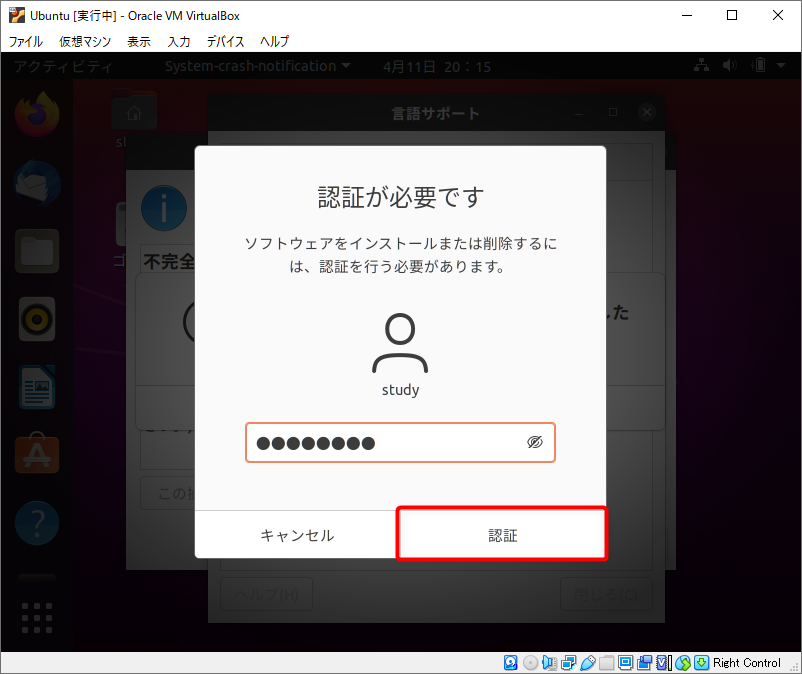 Ubuntu [実行中] - Oracle VM VirtualBox
ファイル 仮想マシン 表示 入力 デバイス ヘルプ
アクティビティ System-crash-notification 4月11日 20：15
言語サポート
認証が必要です
ソフトウェアをインストールまたは削除するに
は、認証を行う必要があります。
不完全
した
study
この
キャンセル 認証
ヘルプ(H) 閉じる(C)
Right Control